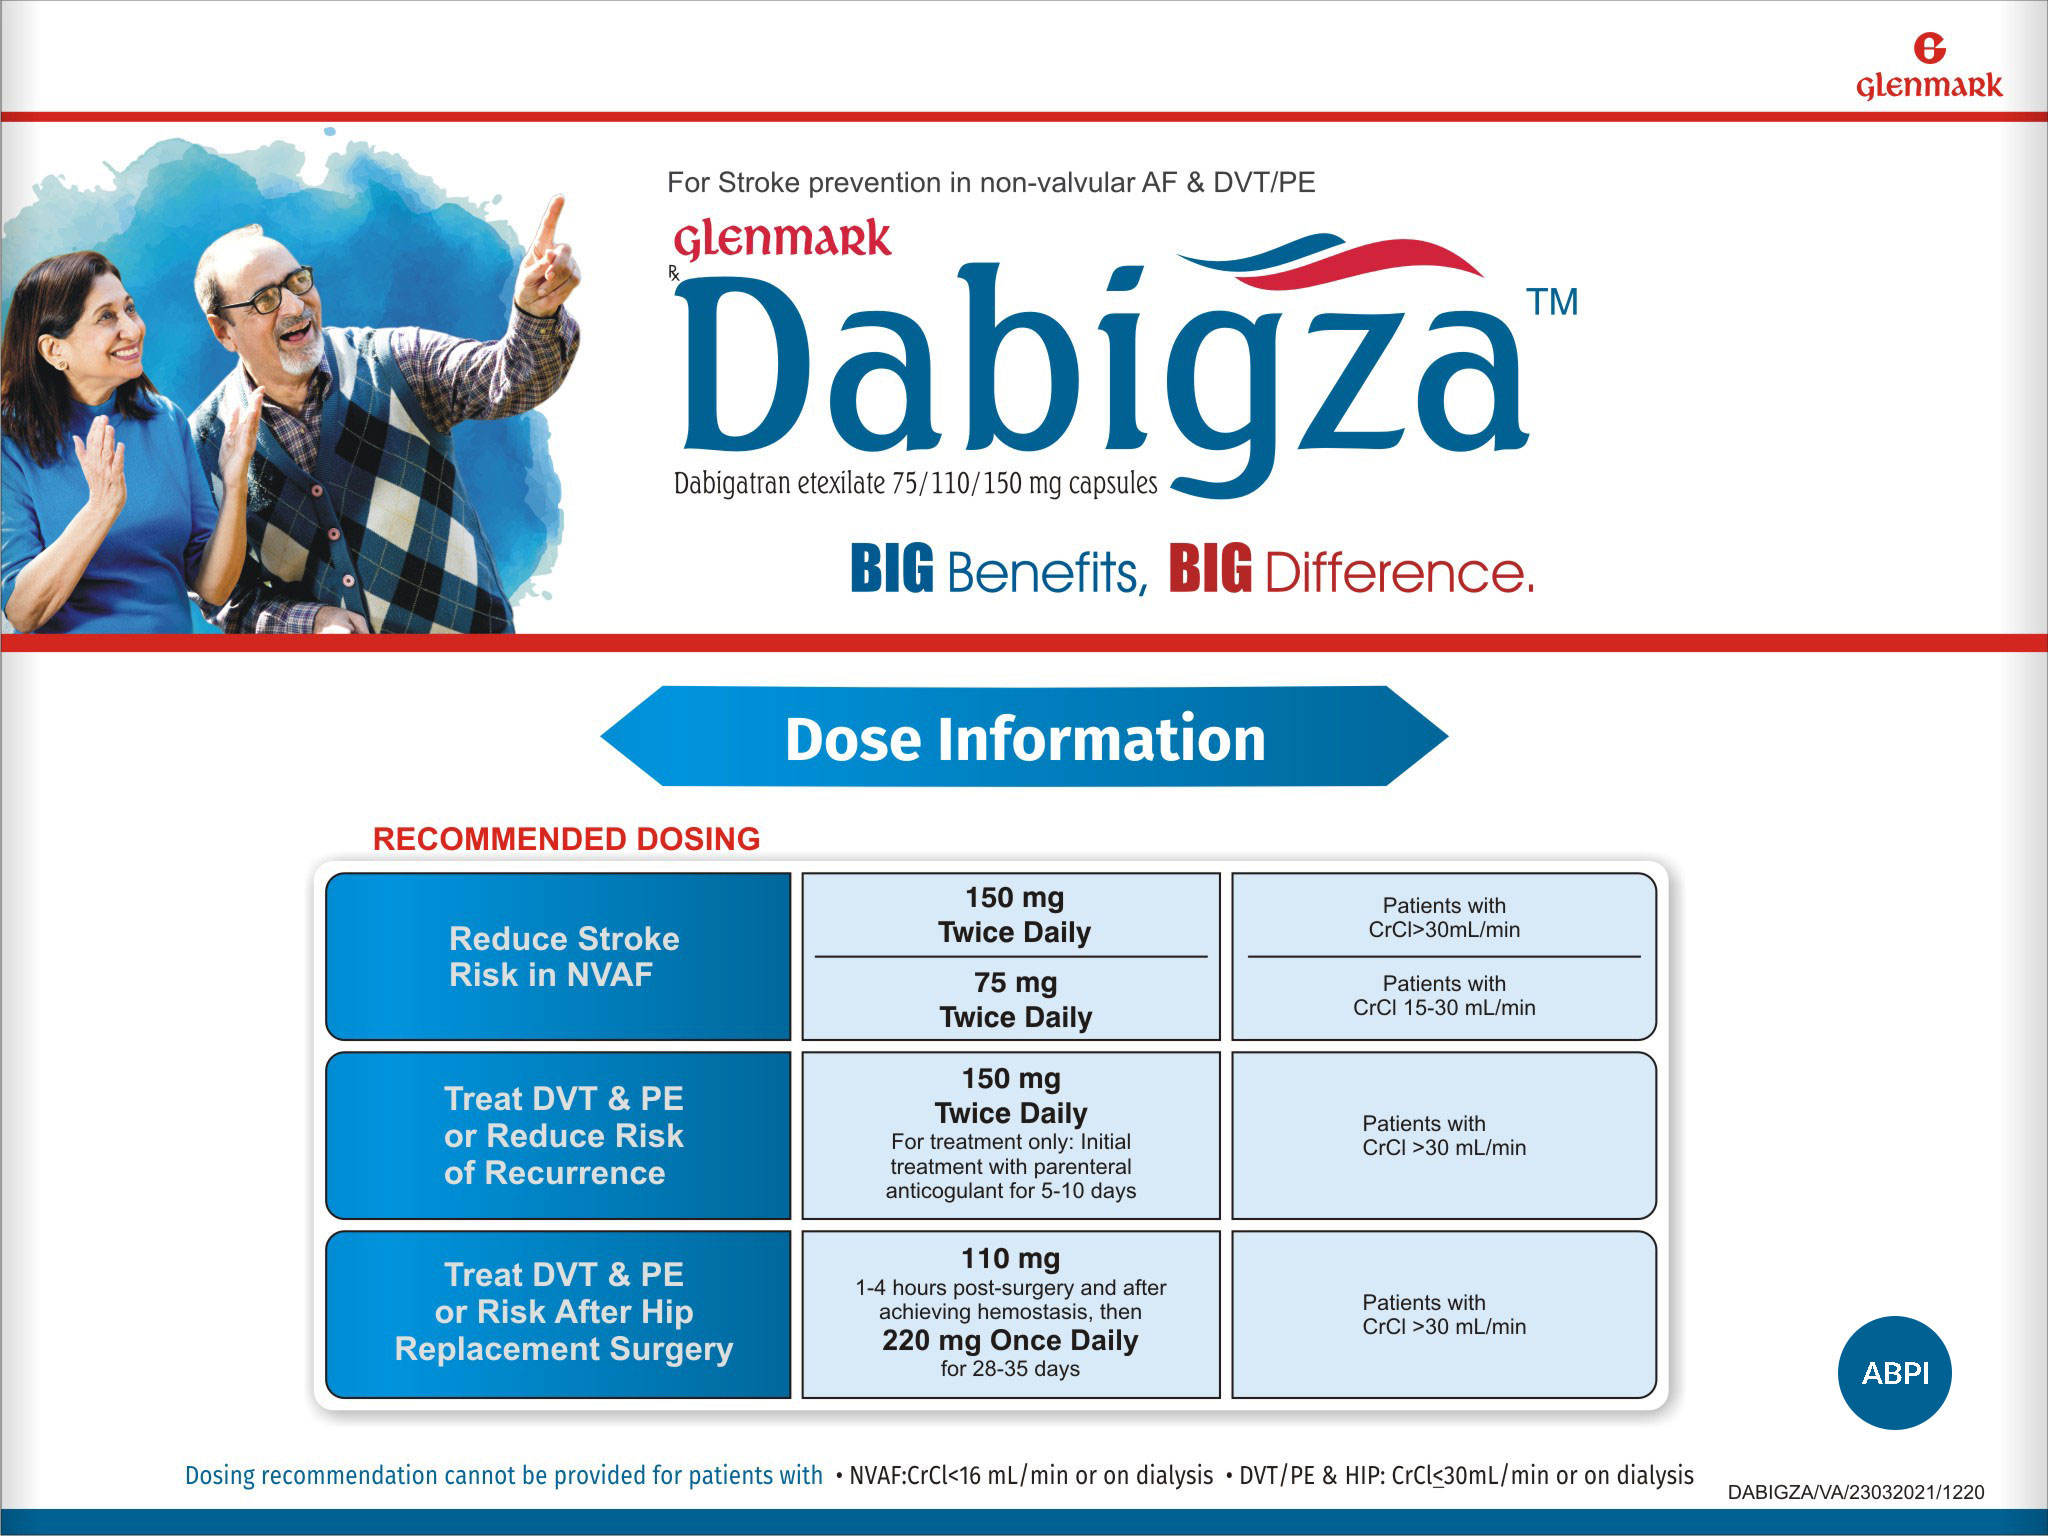 Glenmark
For Stroke prevention in non-valvular AF & DVT/PE
Glenmark
Rx
Dabigza™
Dabigatran etexilate 75/110/150 mg capsules
BIG Benefits, BIG Difference.
Dose Information
RECOMMENDED DOSING
Reduce Stroke
Risk in NVAF
150 mg
Twice Daily
Patients with
CrCl>30mL/min
75 mg
Twice Daily
Patients with
CrCl 15-30 mL/min
Treat DVT & PE
or Reduce Risk
of Recurrence
150 mg
Twice Daily
For treatment only: Initial
treatment with parenteral
anticogulant for 5-10 days
Patients with
CrCl >30 mL/min
Treat DVT & PE
or Risk After Hip
Replacement Surgery
110 mg
1-4 hours post-surgery and after
achieving hemostasis, then
220 mg Once Daily
for 28-35 days
Patients with
CrCl >30 mL/min
ABPI
Dosing recommendation cannot be provided for patients with • NVAF:CrCl<16 mL/min or on dialysis • DVT/PE & HIP: CrCl≤30mL/min or on dialysis
DABIGZA/VA/23032021/1220